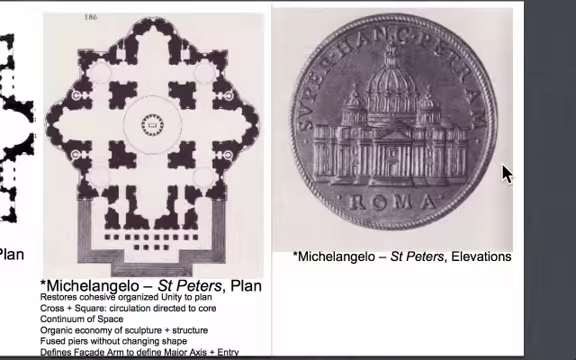 186
Plan
*Michelangelo – St Peters, Plan
Restores cohesive organized Unity to plan
Cross + Square: circulation directed to core
Continuum of Space
Organic economy of sculpture + structure
Fused piers without changing shape
Defines Façade Arm to define Major Axis + Entry
SVPER·HANC·PETRAM
·ROMA·
*Michelangelo – St Peters, Elevations